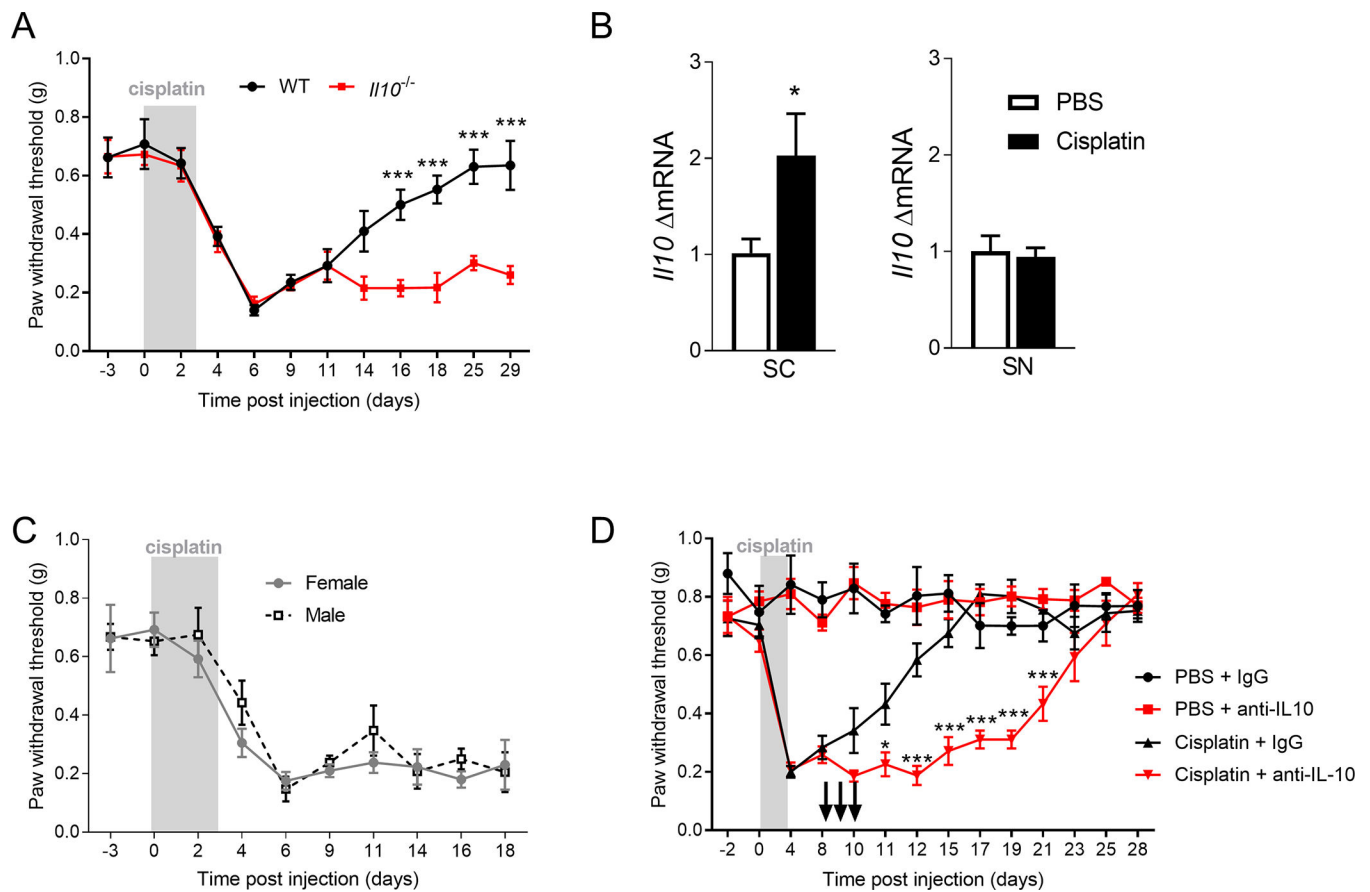 A
Paw withdrawal threshold (g)
1.0
0.8
0.6
0.4
0.2
0.0
cisplatin
WT
Il10-/-
*** *** *** ***
-3 0 2 4 6 9 11 14 16 18 25 29
Time post injection (days)
B
Il10 ΔmRNA
3
2
1
0
*
SC
Il10 ΔmRNA
3
2
1
0
SN
PBS
Cisplatin
C
Paw withdrawal threshold (g)
1.0
0.8
0.6
0.4
0.2
0.0
cisplatin
Female
Male
-3 0 2 4 6 9 11 14 16 18
Time post injection (days)
D
Paw withdrawal threshold (g)
1.0
0.8
0.6
0.4
0.2
0.0
cisplatin
* *** *** *** *** ***
-2 0 4 8 10 11 12 15 17 19 21 23 25 28
Time post injection (days)
PBS + IgG
PBS + anti-IL10
Cisplatin + IgG
Cisplatin + anti-IL-10